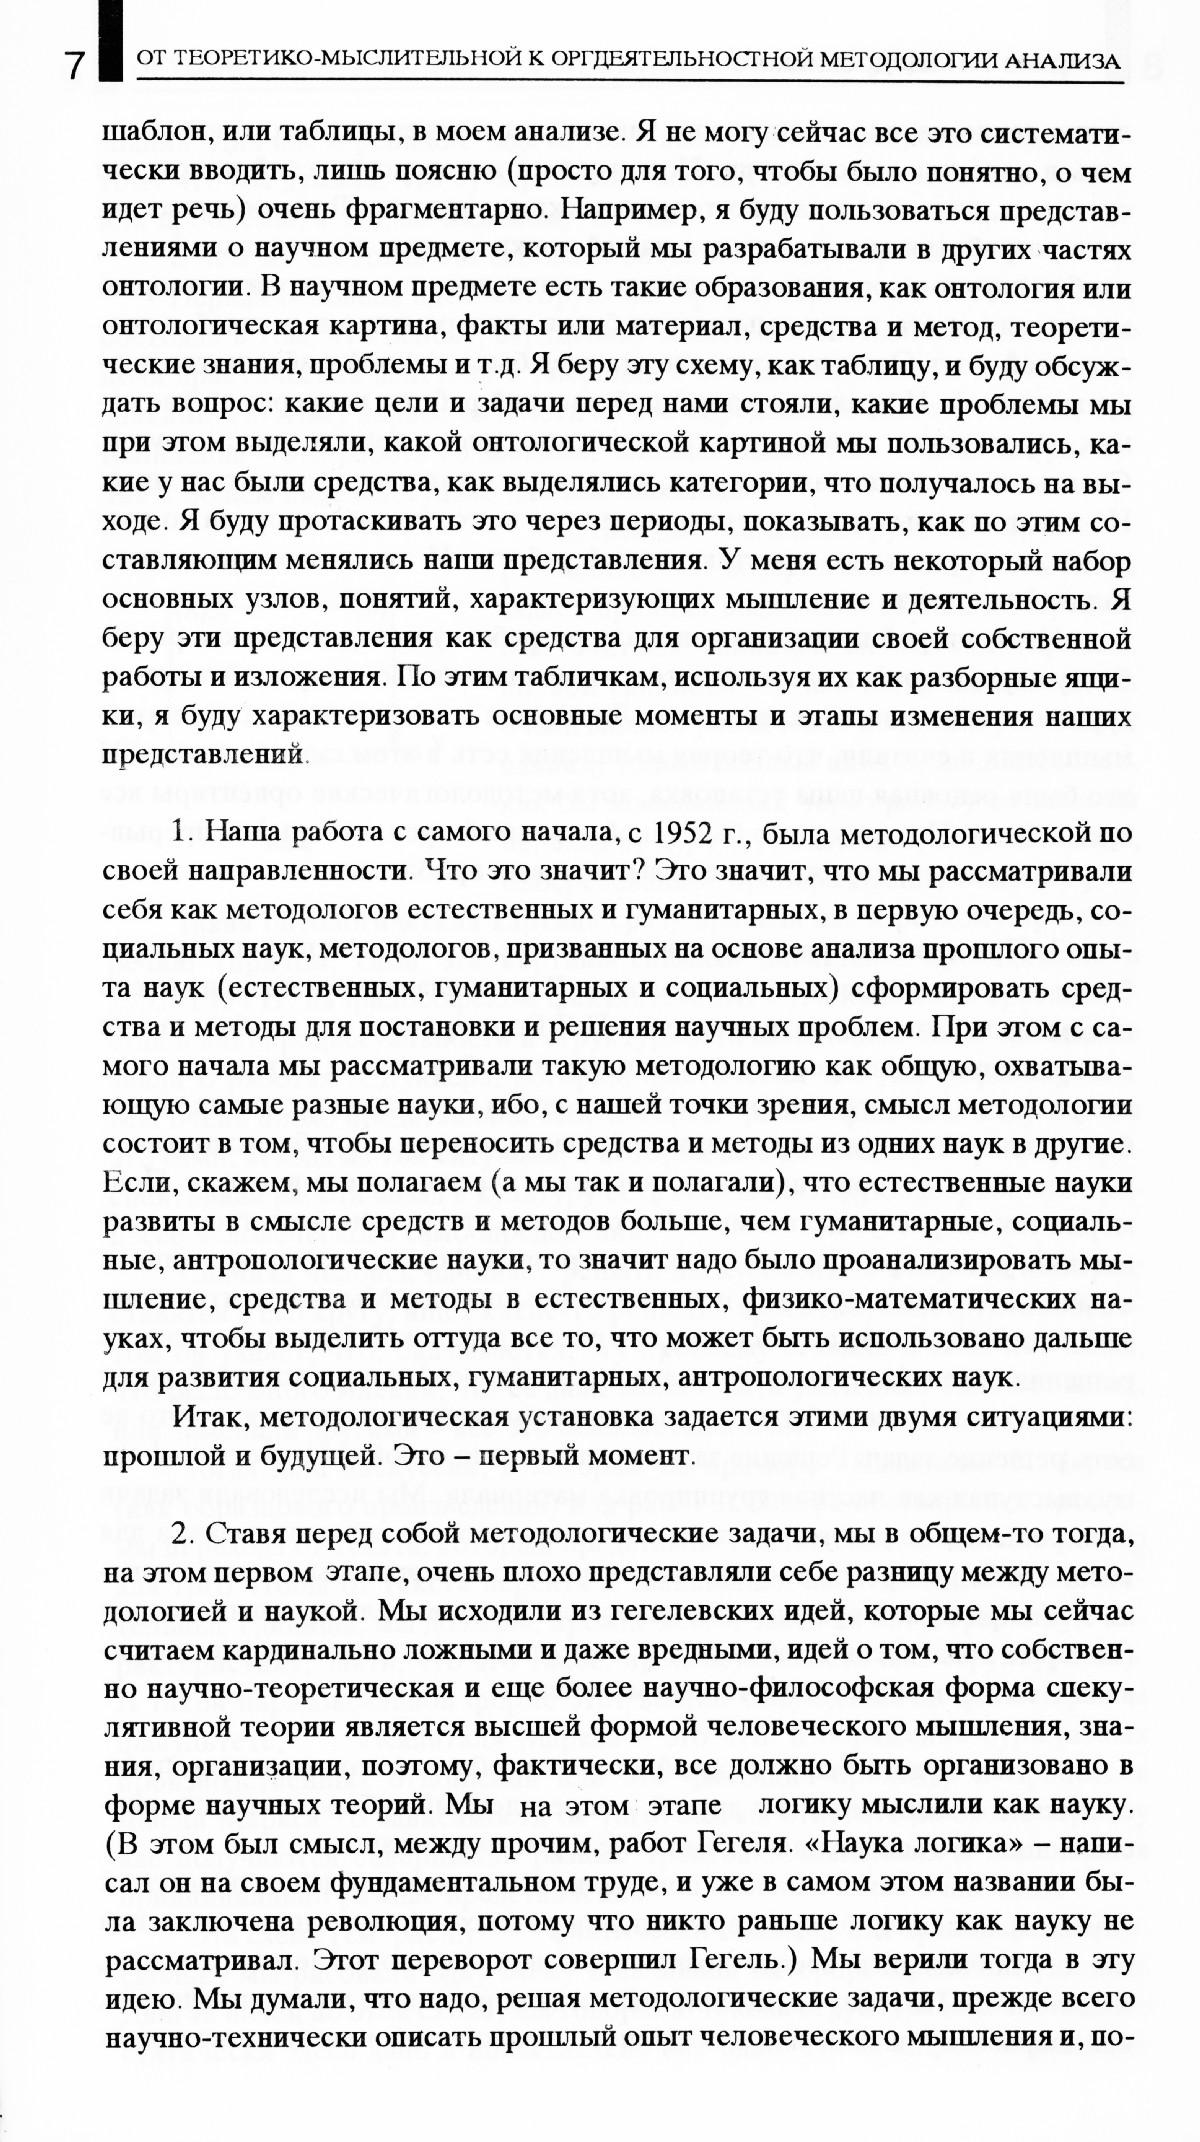 7
ОТ ТЕОРЕТИКО-МЫСЛИТЕЛЬНОЙ К ОРГДЕЯТЕЛЬНОСТНОЙ МЕТОДОЛОГИИ АНАЛИЗА
шаблон, или таблицы, в моем анализе. Я не могу сейчас все это системати-
чески вводить, лишь поясню (просто для того, чтобы было понятно, о чем
идет речь) очень фрагментарно. Например, я буду пользоваться представ-
лениями о научном предмете, который мы разрабатывали в других частях
онтологии. В научном предмете есть такие образования, как онтология или
онтологическая картина, факты или материал, средства и метод, теорети-
ческие знания, проблемы и т.д. Я беру эту схему, как таблицу, и буду обсуж-
дать вопрос: какие цели и задачи перед нами стояли, какие проблемы мы
при этом выделяли, какой онтологической картиной мы пользовались, ка-
кие у нас были средства, как выделялись категории, что получалось на вы-
ходе. Я буду протаскивать это через периоды, показывать, как по этим со-
ставляющим менялись наши представления. У меня есть некоторый набор
основных узлов, понятий, характеризующих мышление и деятельность. Я
беру эти представления как средства для организации своей собственной
работы и изложения. По этим табличкам, используя их как разборные ящи-
ки, я буду характеризовать основные моменты и этапы изменения наших
представлений.
1. Наша работа с самого начала, с 1952 г., была методологической по
своей направленности. Что это значит? Это значит, что мы рассматривали
себя как методологов естественных и гуманитарных, в первую очередь, со-
циальных наук, методологов, призванных на основе анализа прошлого опы-
та наук (естественных, гуманитарных и социальных) сформировать сред-
ства и методы для постановки и решения научных проблем. При этом с са-
мого начала мы рассматривали такую методологию как общую, охватыва-
ющую самые разные науки, ибо, с нашей точки зрения, смысл методологии
состоит в том, чтобы переносить средства и методы из одних наук в другие.
Если, скажем, мы полагаем (а мы так и полагали), что естественные науки
развиты в смысле средств и методов больше, чем гуманитарные, социаль-
ные, антропологические науки, то значит надо было проанализировать мы-
шление, средства и методы в естественных, физико-математических на-
уках, чтобы выделить оттуда все то, что может быть использовано дальше
для развития социальных, гуманитарных, антропологических наук.
Итак, методологическая установка задается этими двумя ситуациями:
прошлой и будущей. Это – первый момент.
2. Ставя перед собой методологические задачи, мы в общем-то тогда,
на этом первом этапе, очень плохо представляли себе разницу между мето-
дологией и наукой. Мы исходили из гегелевских идей, которые мы сейчас
считаем кардинально ложными и даже вредными, идей о том, что собствен-
но научно-теоретическая и еще более научно-философская форма спеку-
лятивной теории является высшей формой человеческого мышления, зна-
ния, организации, поэтому, фактически, все должно быть организовано в
форме научных теорий. Мы на этом этапе логику мыслили как науку.
(В этом был смысл, между прочим, работ Гегеля. «Наука логика» – напи-
сал он на своем фундаментальном труде, и уже в самом этом названии бы-
ла заключена революция, потому что никто раньше логику как науку не
рассматривал. Этот переворот совершил Гегель.) Мы верили тогда в эту
идею. Мы думали, что надо, решая методологические задачи, прежде всего
научно-технически описать прошлый опыт человеческого мышления и, по-